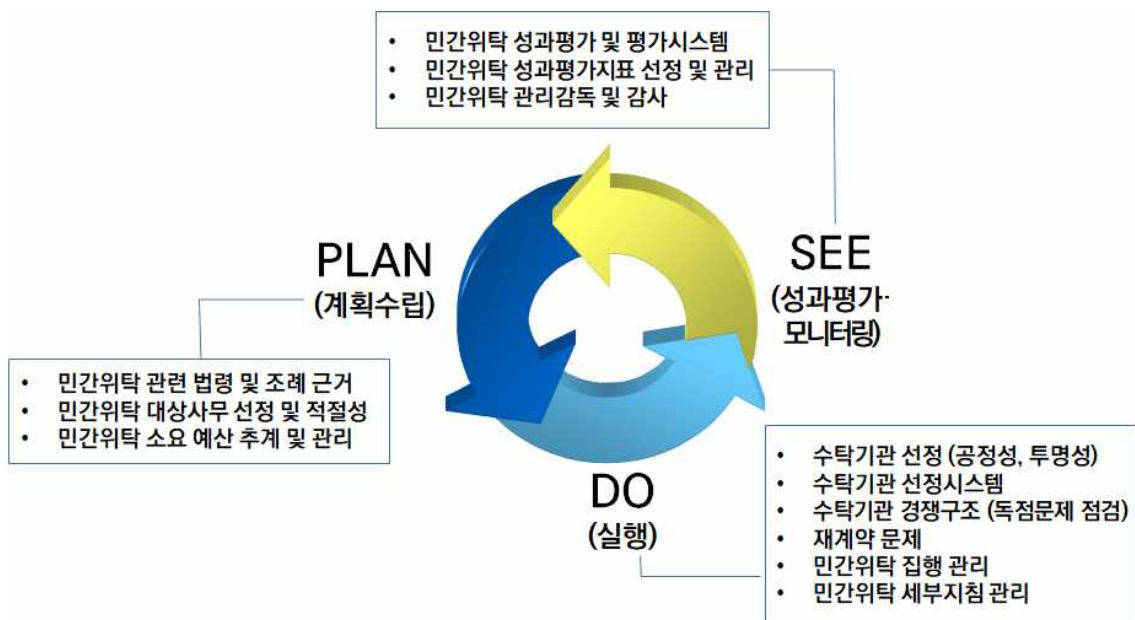 • 민간위탁 성과평가 및 평가시스템
• 민간위탁 성과평가지표 선정 및 관리
• 민간위탁 관리감독 및 감사
PLAN
(계획수립)
SEE
(성과평가·
모니터링)
• 민간위탁 관련 법령 및 조례 근거
• 민간위탁 대상사무 선정 및 적절성
• 민간위탁 소요 예산 추계 및 관리
DO
(실행)
• 수탁기관 선정 (공정성, 투명성)
• 수탁기관 선정시스템
• 수탁기관 경쟁구조 (독점문제 점검)
• 재계약 문제
• 민간위탁 집행 관리
• 민간위탁 세부지침 관리